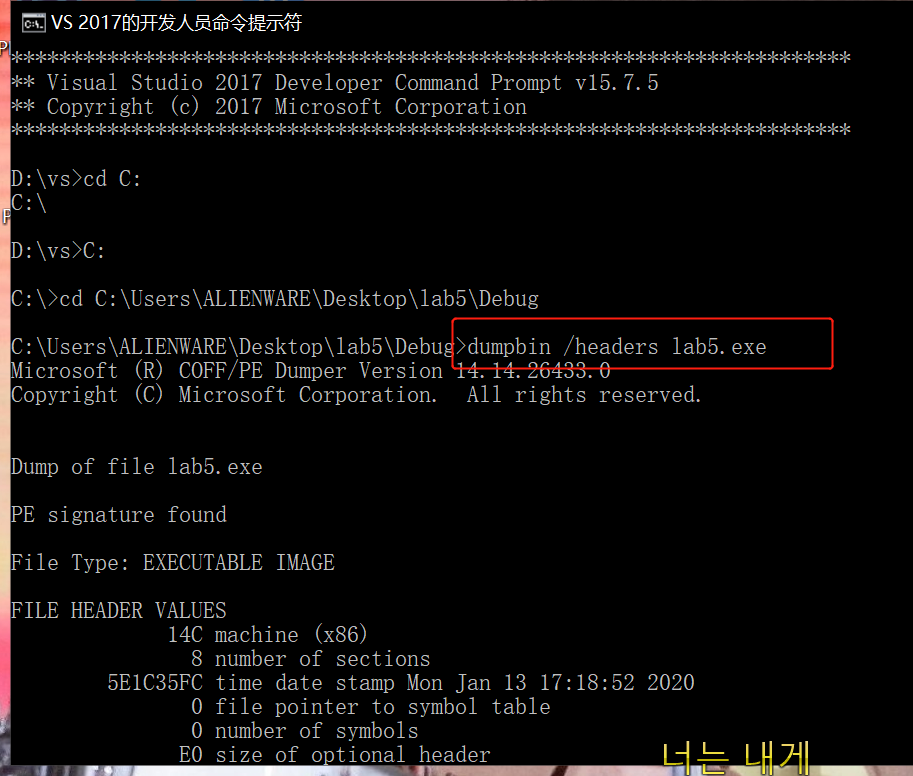 VS 2017的开发人员命令提示符
**********************************************************************
** Visual Studio 2017 Developer Command Prompt v15.7.5
** Copyright (c) 2017 Microsoft Corporation
**********************************************************************
D:\vs>cd C:
C:\
D:\vs>C:
C:\>cd C:\Users\ALIENWARE\Desktop\lab5\Debug
C:\Users\ALIENWARE\Desktop\lab5\Debug>dumpbin /headers lab5.exe
Microsoft (R) COFF/PE Dumper Version 14.14.26433.0
Copyright (C) Microsoft Corporation.  All rights reserved.
Dump of file lab5.exe
PE signature found
File Type: EXECUTABLE IMAGE
FILE HEADER VALUES
14C machine (x86)
8 number of sections
5E1C35FC time date stamp Mon Jan 13 17:18:52 2020
0 file pointer to symbol table
0 number of symbols
E0 size of optional header
너는 내게